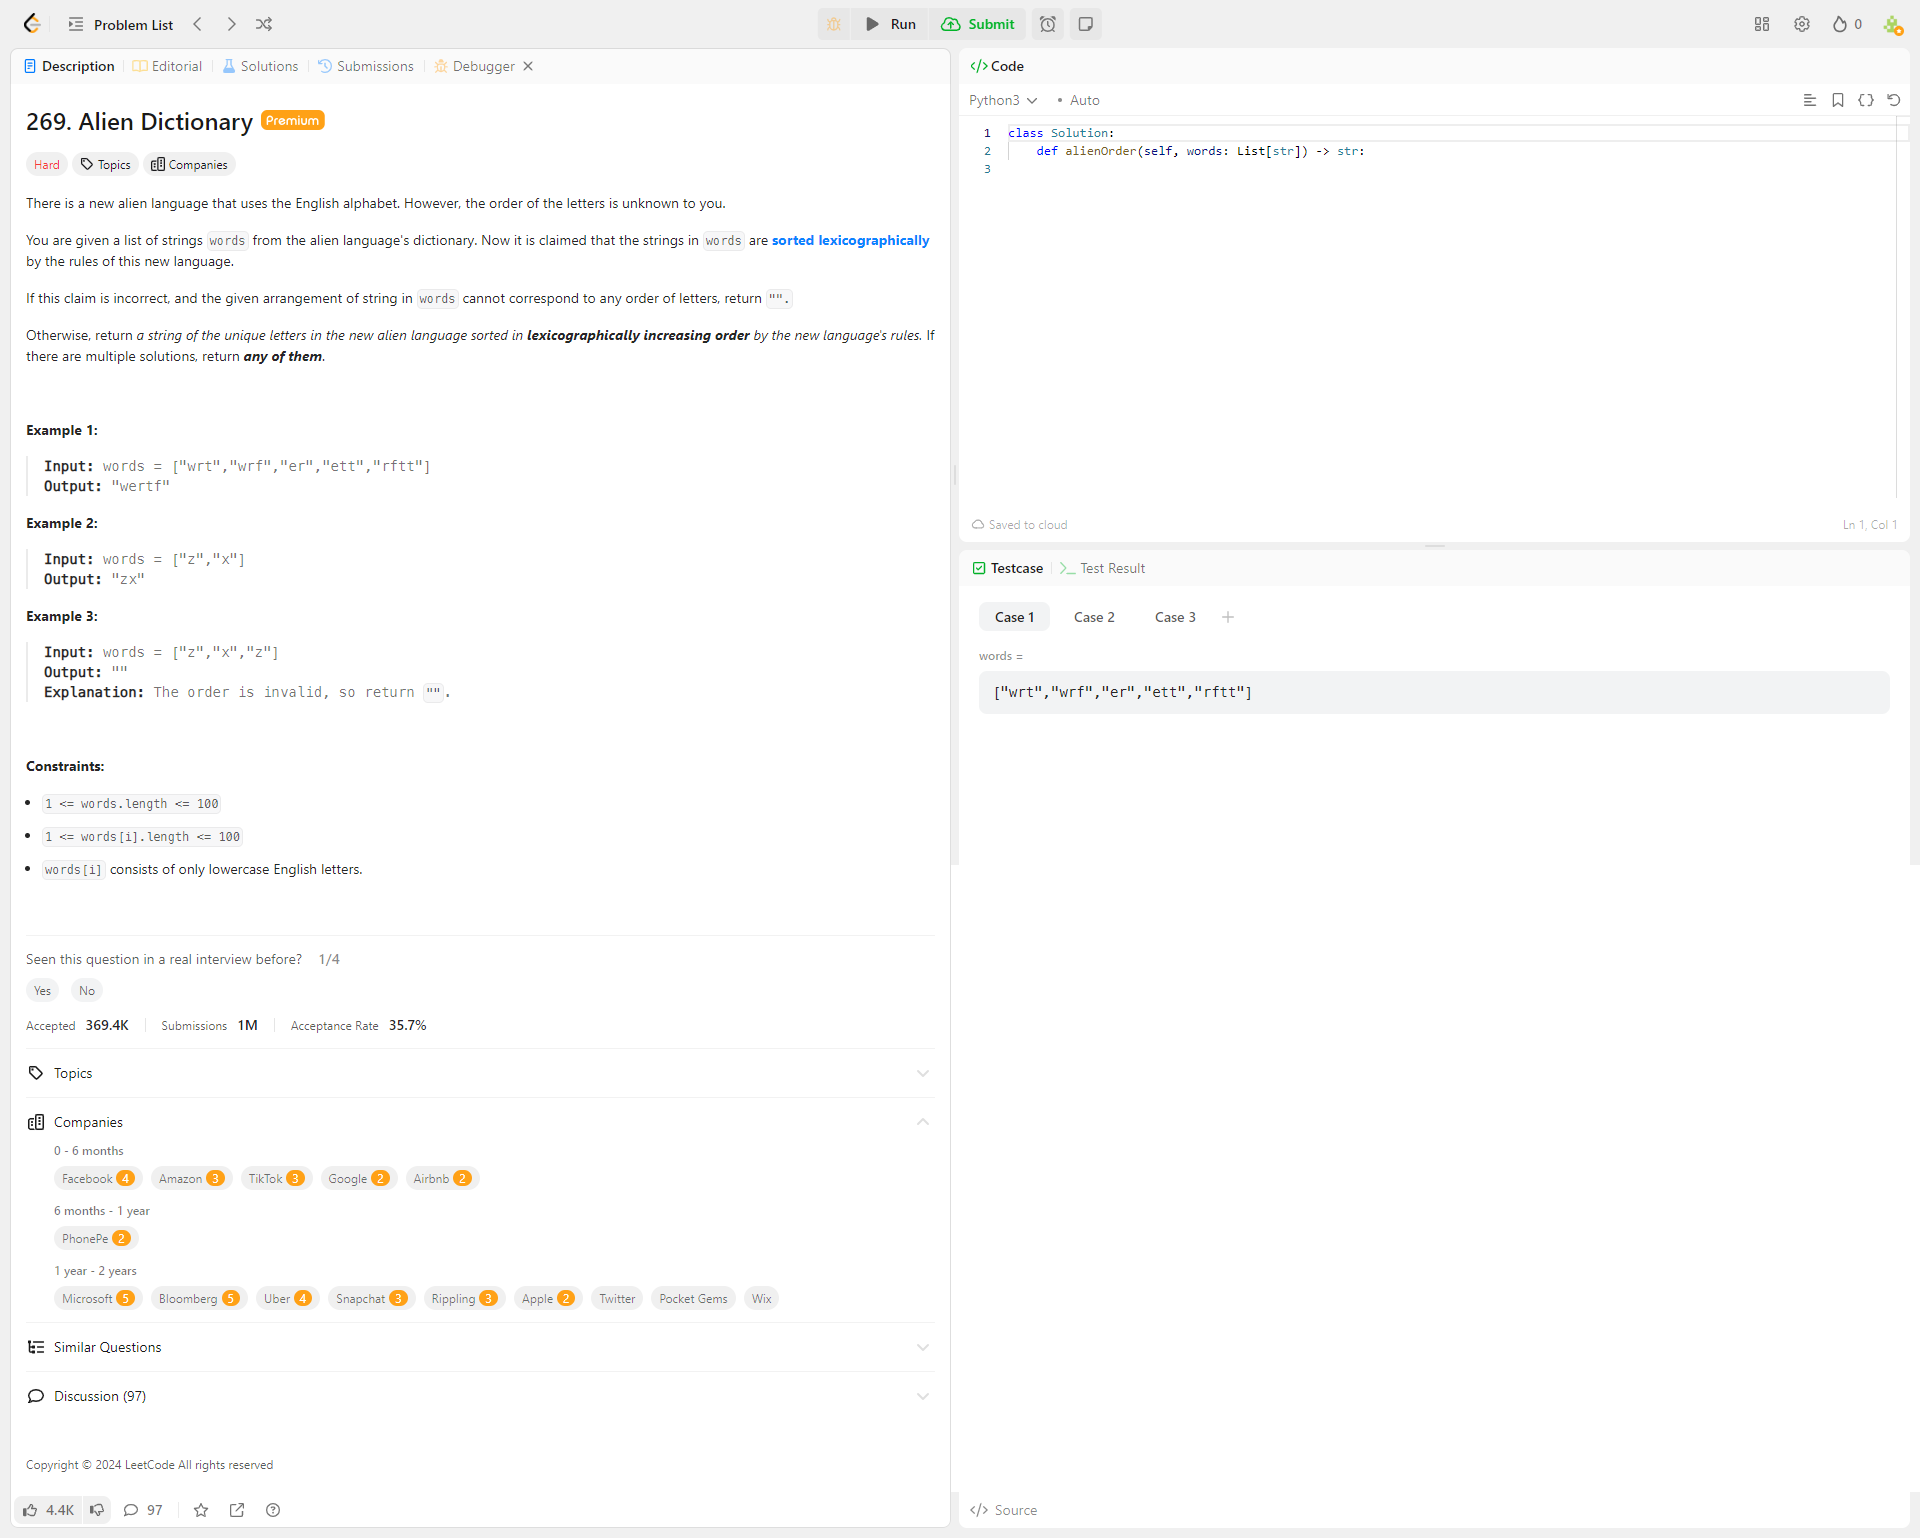 Problem List
Run
Submit
0
Description
Editorial
Solutions
Submissions
Debugger
269. Alien Dictionary Premium
Hard
Topics
Companies
There is a new alien language that uses the English alphabet. However, the order of the letters is unknown to you.
You are given a list of strings words from the alien language's dictionary. Now it is claimed that the strings in words are sorted lexicographically
by the rules of this new language.
If this claim is incorrect, and the given arrangement of string in words cannot correspond to any order of letters, return "".
Otherwise, return a string of the unique letters in the new alien language sorted in lexicographically increasing order by the new language's rules. If
there are multiple solutions, return any of them.
Example 1:
Input: words = ["wrt","wrf","er","ett","rftt"]
Output: "wertf"
Example 2:
Input: words = ["z","x"]
Output: "zx"
Example 3:
Input: words = ["z","x","z"]
Output: ""
Explanation: The order is invalid, so return "".
Constraints:
1 <= words.length <= 100
1 <= words[i].length <= 100
words[i] consists of only lowercase English letters.
Seen this question in a real interview before? 1/4
Yes No
Accepted 369.4K Submissions 1M Acceptance Rate 35.7%
Topics
Companies
0 - 6 months
Facebook 4 Amazon 3 TikTok 3 Google 2 Airbnb 2
6 months - 1 year
PhonePe 2
1 year - 2 years
Microsoft 5 Bloomberg 5 Uber 4 Snapchat 3 Rippling 3 Apple 2 Twitter Pocket Gems Wix
Similar Questions
Discussion (97)
Copyright © 2024 LeetCode All rights reserved
4.4K 97
</> Code
Python3 • Auto
1 class Solution:
2 def alienOrder(self, words: List[str]) -> str:
3
Saved to cloud
Ln 1, Col 1
Testcase
>_ Test Result
Case 1 Case 2 Case 3 +
words =
["wrt","wrf","er","ett","rftt"]
</> Source